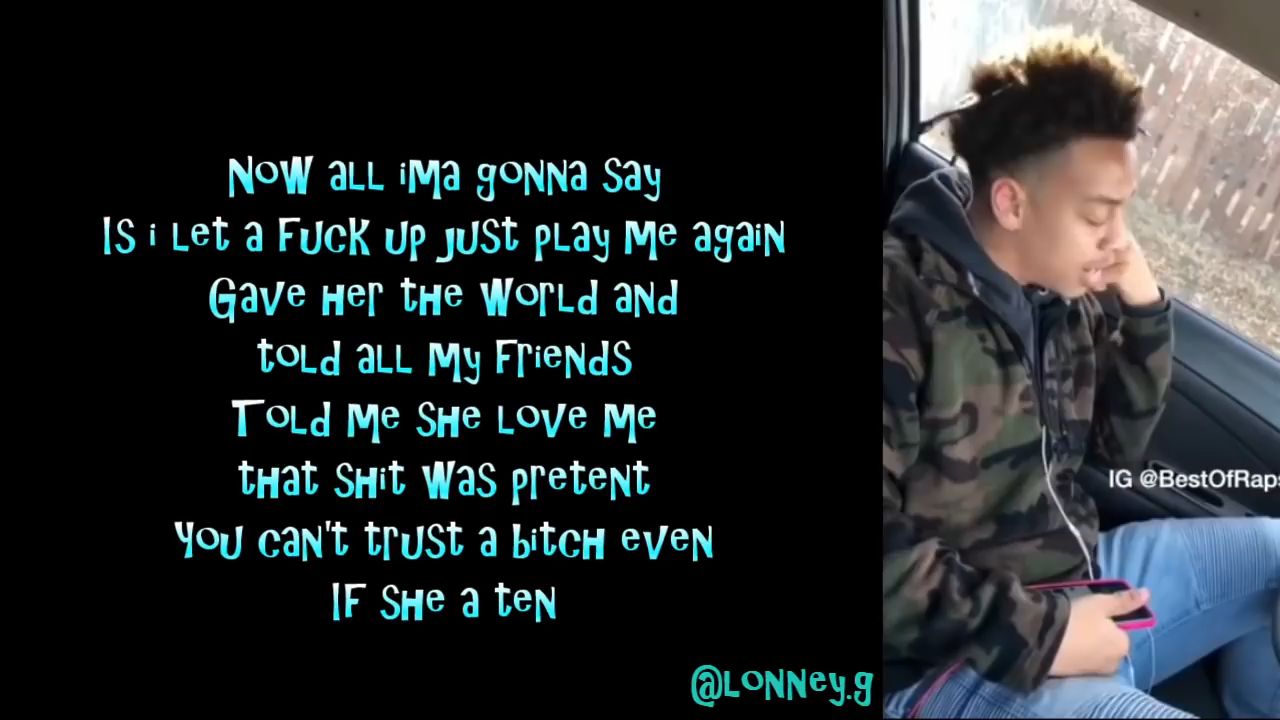 Now all ima gonna say
Is i let a fuck up just play me again
Gave her the world and
told all my friends
Told me she love me
that shit was pretent
You can't trust a bitch even
If she a ten
IG @BestOfRaps
@Lonney.g